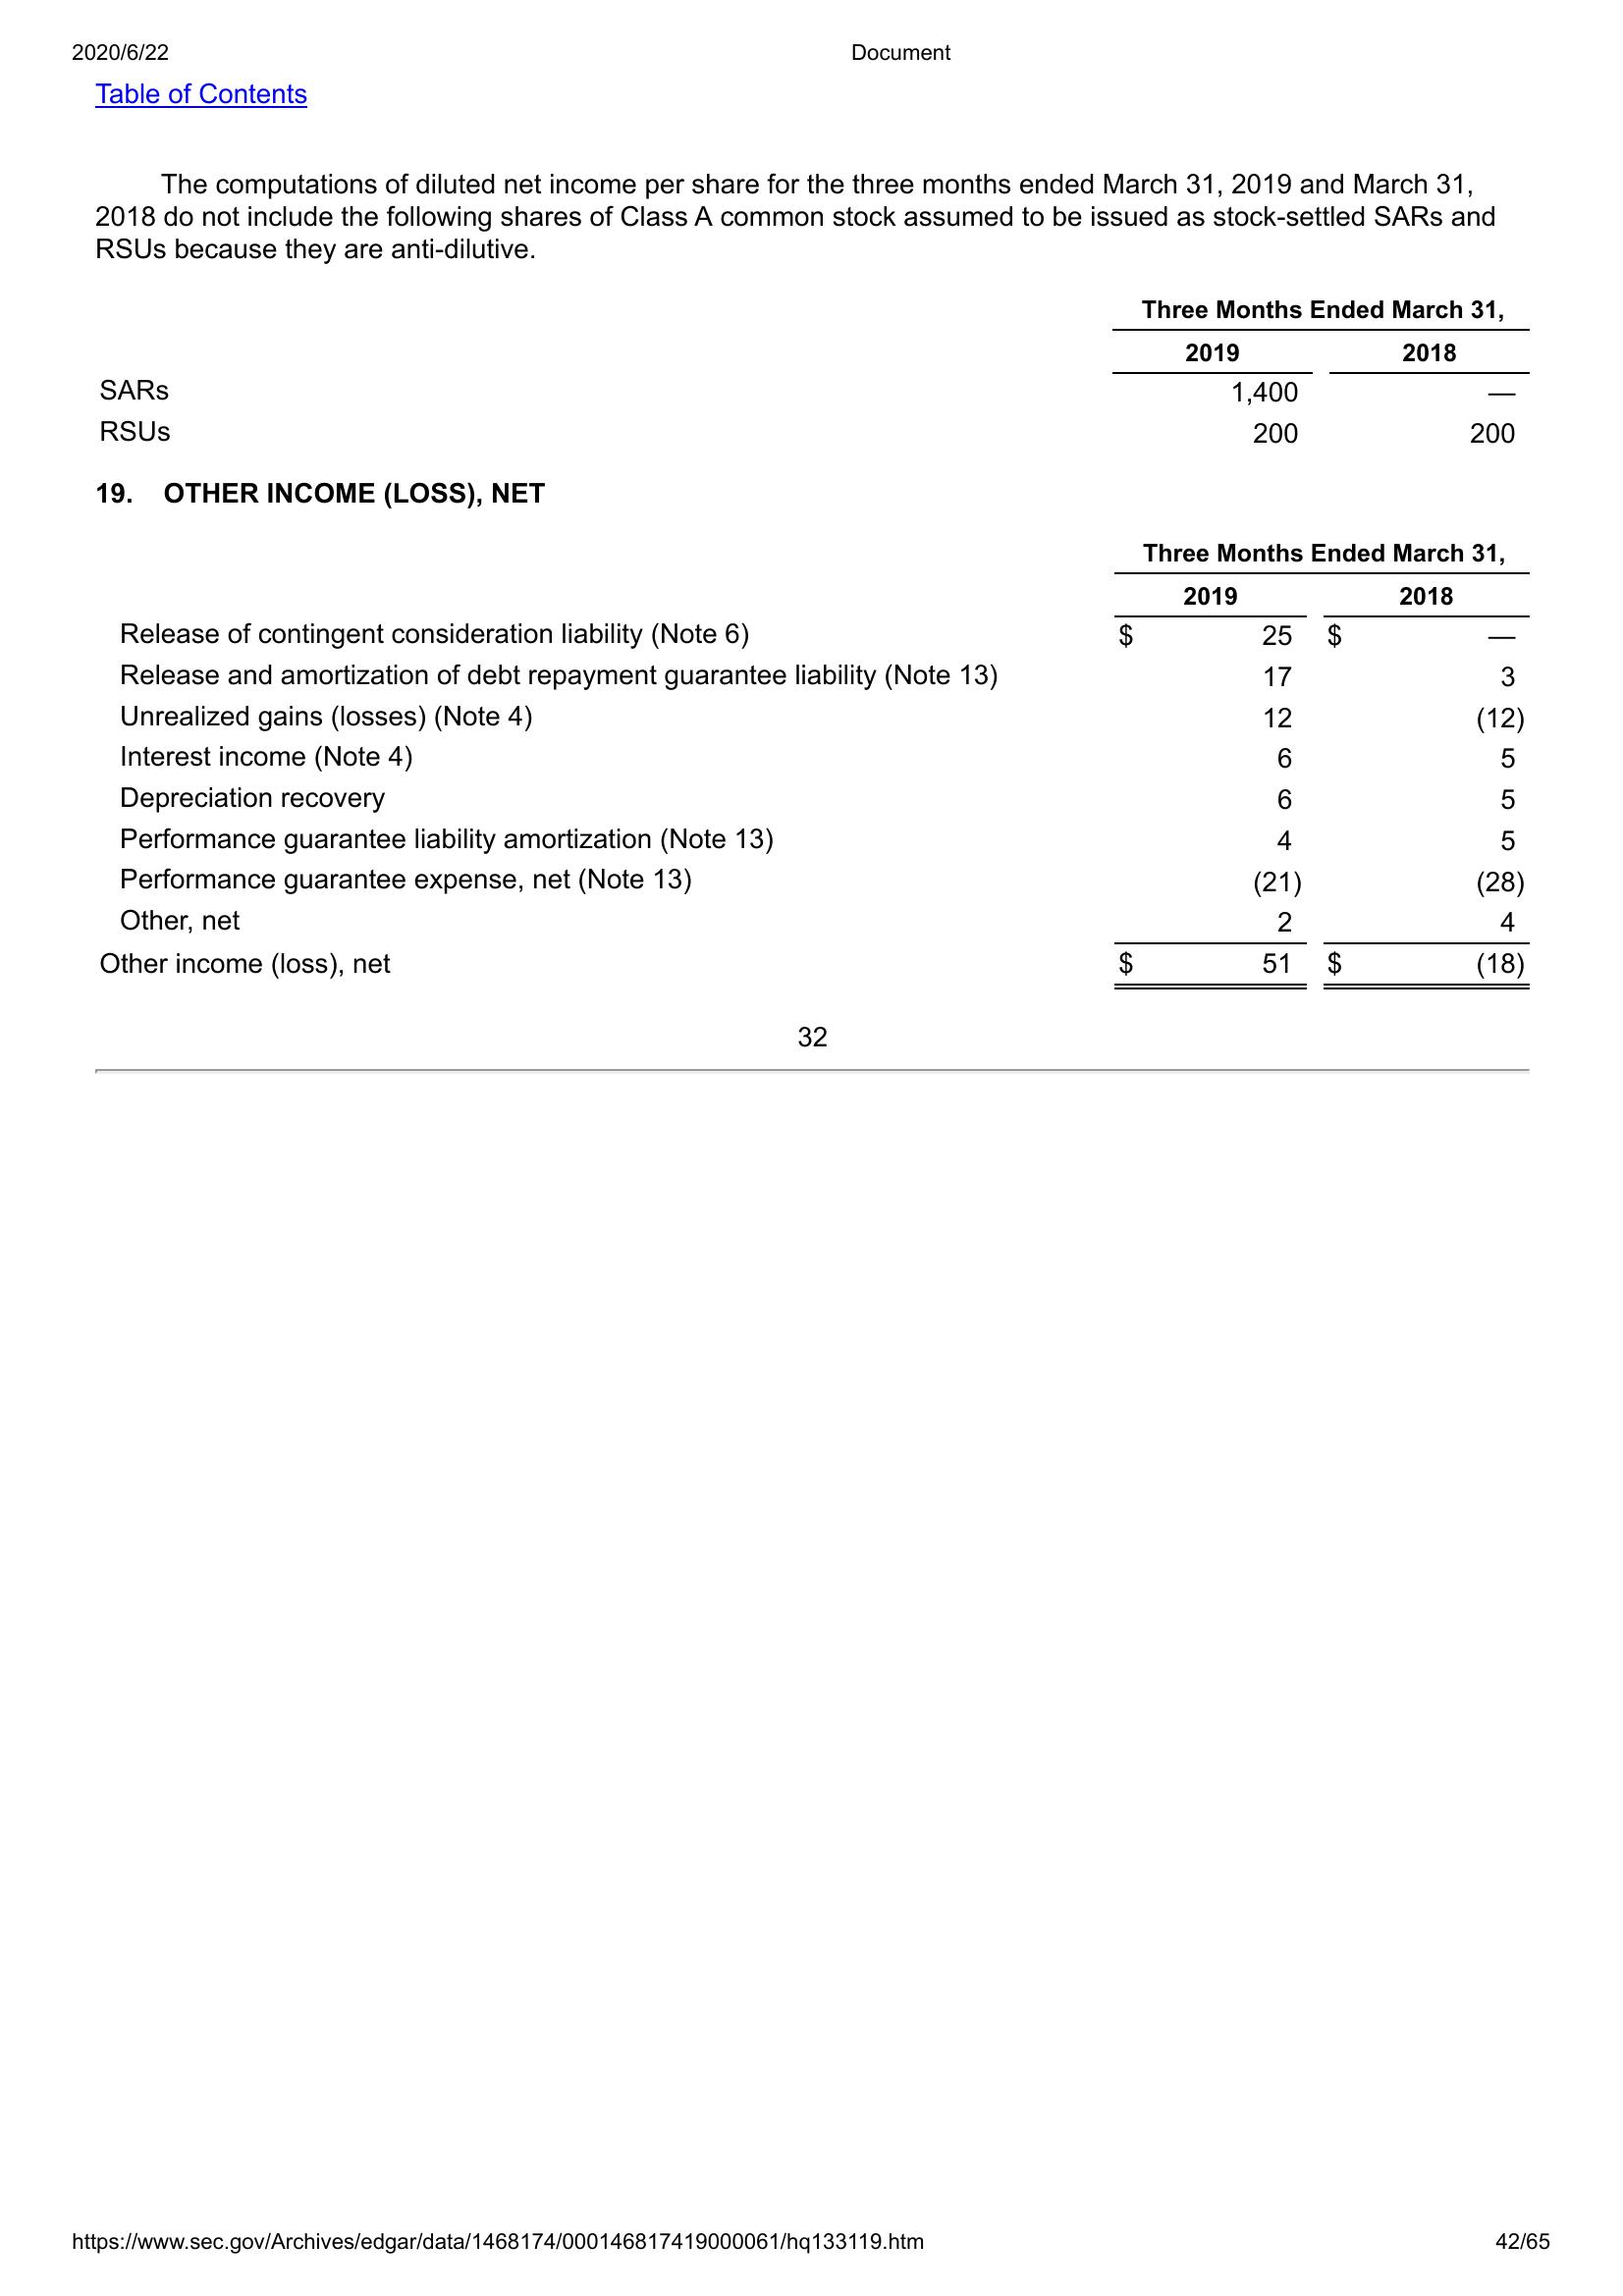 2020/6/22 Document
Table of Contents
The computations of diluted net income per share for the three months ended March 31, 2019 and March 31,
2018 do not include the following shares of Class A common stock assumed to be issued as stock-settled SARs and
RSUs because they are anti-dilutive.
Three Months Ended March 31,
2019 2018
SARs 1,400 —
RSUs 200 200
19. OTHER INCOME (LOSS), NET
Three Months Ended March 31,
2019 2018
Release of contingent consideration liability (Note 6) $ 25 $ —
Release and amortization of debt repayment guarantee liability (Note 13) 17 3
Unrealized gains (losses) (Note 4) 12 (12)
Interest income (Note 4) 6 5
Depreciation recovery 6 5
Performance guarantee liability amortization (Note 13) 4 5
Performance guarantee expense, net (Note 13) (21) (28)
Other, net 2 4
Other income (loss), net $ 51 $ (18)
32
https://www.sec.gov/Archives/edgar/data/1468174/000146817419000061/hq133119.htm 42/65